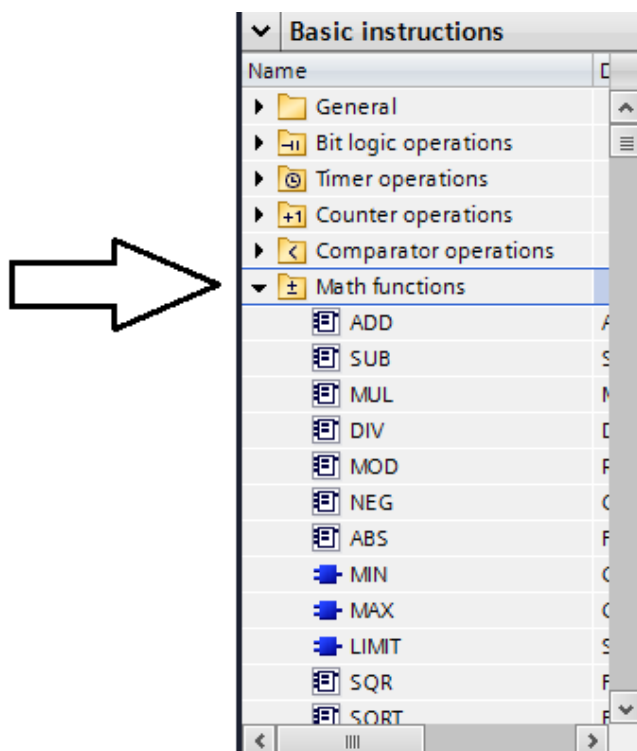 Basic instructions
Name
General
Bit logic operations
Timer operations
+1 Counter operations
Comparator operations
Math functions
ADD
SUB
MUL
DIV
MOD
NEG
ABS
MIN
MAX
LIMIT
SQR
SQRT